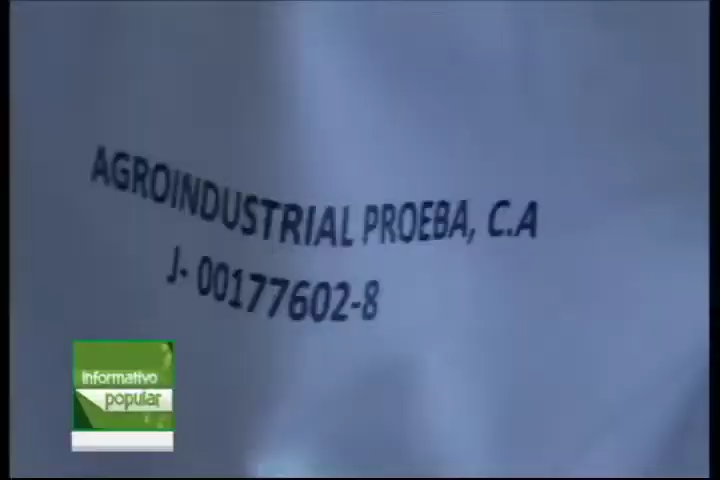 AGROINDUSTRIAL PROEBA, C.A
J- 00177602-8
informativo
popular